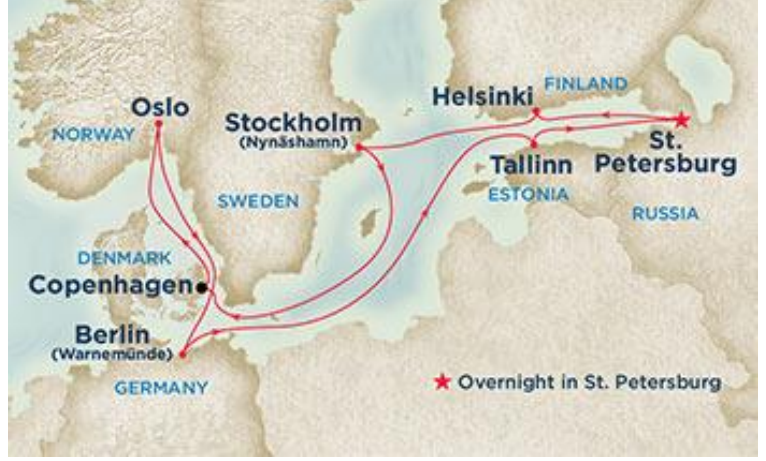 Oslo
NORWAY
Stockholm
(Nynäshamn)
Helsinki
FINLAND
St.
Petersburg
Tallinn
ESTONIA
RUSSIA
SWEDEN
DENMARK
Copenhagen
Berlin
(Warnemünde)
GERMANY
Overnight in St. Petersburg